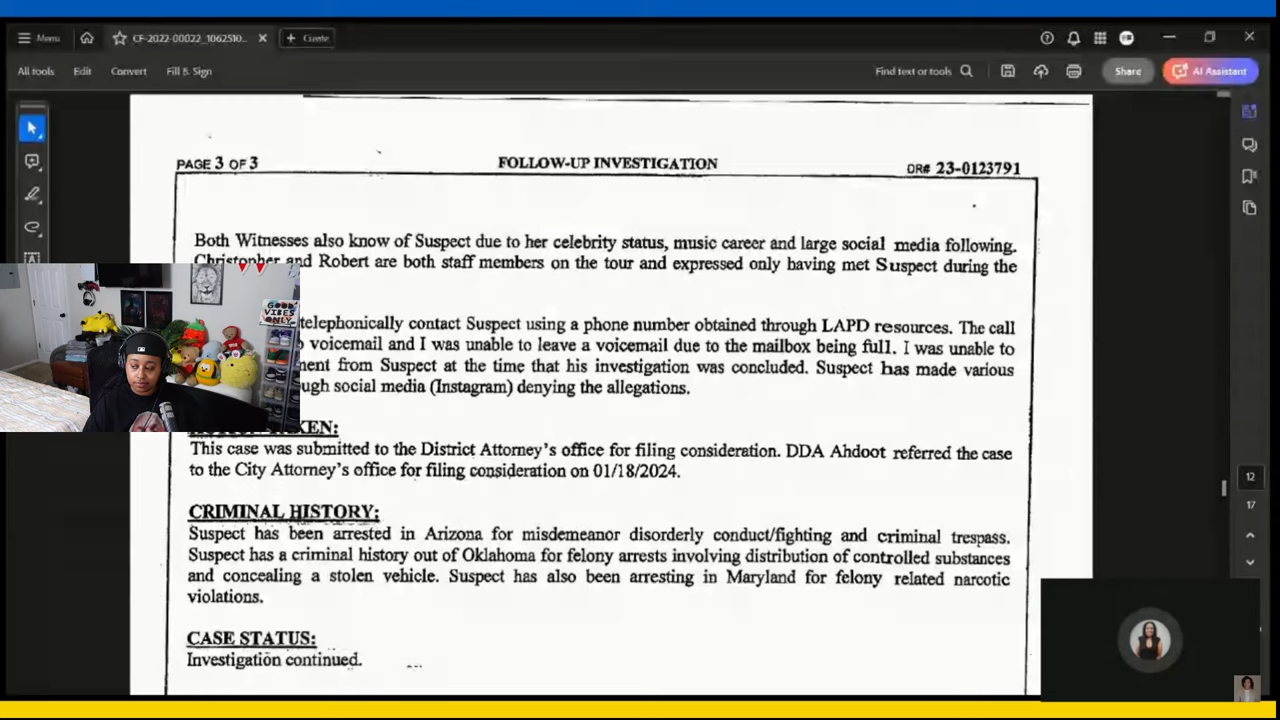 Menu
CF-2022-00022_1062510...
Create
All tools Edit Convert Fill & Sign
Find text or tools
Share
AI Assistant
PAGE 3 OF 3
FOLLOW-UP INVESTIGATION
DR# 23-0123791
Both Witnesses also know of Suspect due to her celebrity status, music career and large social media following.
Christopher and Robert are both staff members on the tour and expressed only having met Suspect during the
telephonically contact Suspect using a phone number obtained through LAPD resources. The call
voicemail and I was unable to leave a voicemail due to the mailbox being full. I was unable to
ment from Suspect at the time that his investigation was concluded. Suspect has made various
ugh social media (Instagram) denying the allegations.
KEN:
This case was submitted to the District Attorney's office for filing consideration. DDA Ahdoot referred the case
to the City Attorney's office for filing consideration on 01/18/2024.
CRIMINAL HISTORY:
Suspect has been arrested in Arizona for misdemeanor disorderly conduct/fighting and criminal trespass.
Suspect has a criminal history out of Oklahoma for felony arrests involving distribution of controlled substances
and concealing a stolen vehicle. Suspect has also been arresting in Maryland for felony related narcotic
violations.
CASE STATUS:
Investigation continued.
GOOD
VIBES
ONLY
12
17